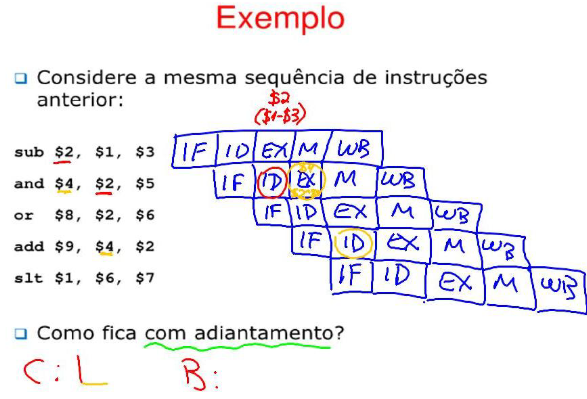 Exemplo
Considere a mesma sequência de instruções
anterior:
$2
($1-$3)
sub $2, $1, $3 IF ID EX M WB
and $4, $2, $5 IF ID EX M WB
or $8, $2, $6 IF ID EX M WB
add $9, $4, $2 IF ID EX M WB
slt $1, $6, $7 IF ID EX M WB
Como fica com adiantamento?
C: L B: